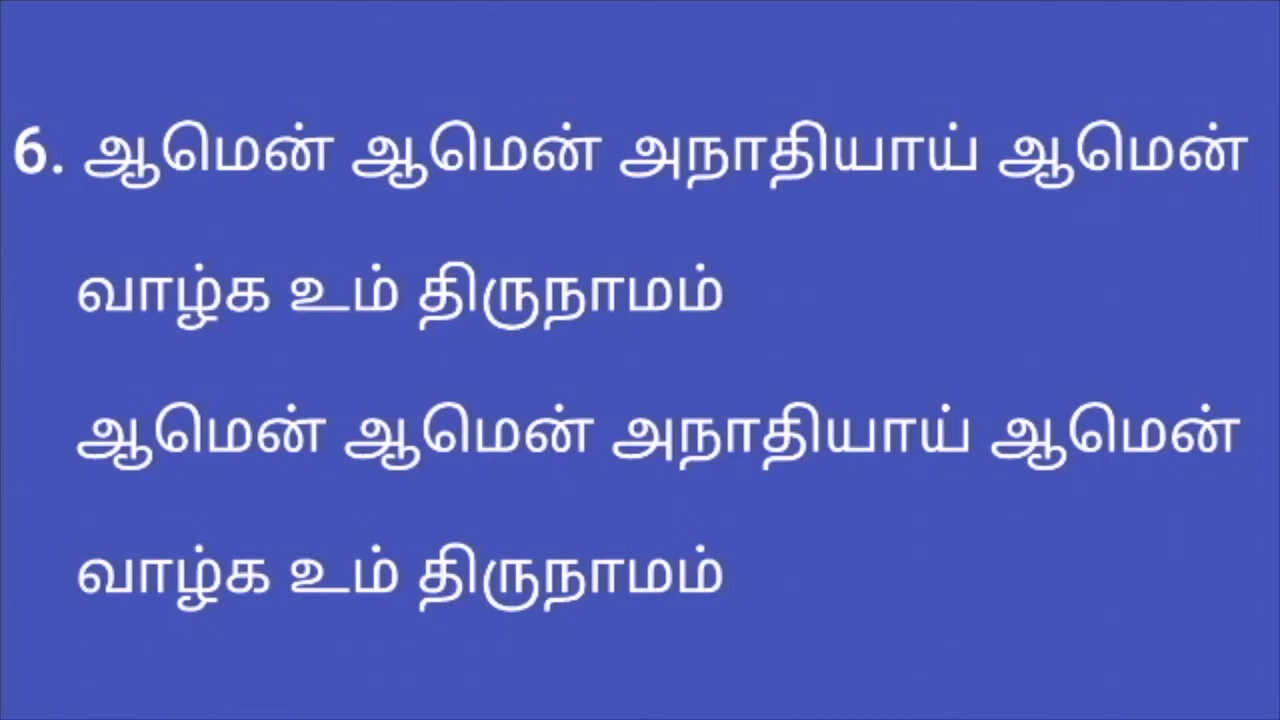 6. ஆமென் ஆமென் அநாதியாய் ஆமென்
வாழ்க உம் திருநாமம்
ஆமென் ஆமென் அநாதியாய் ஆமென்
வாழ்க உம் திருநாமம்